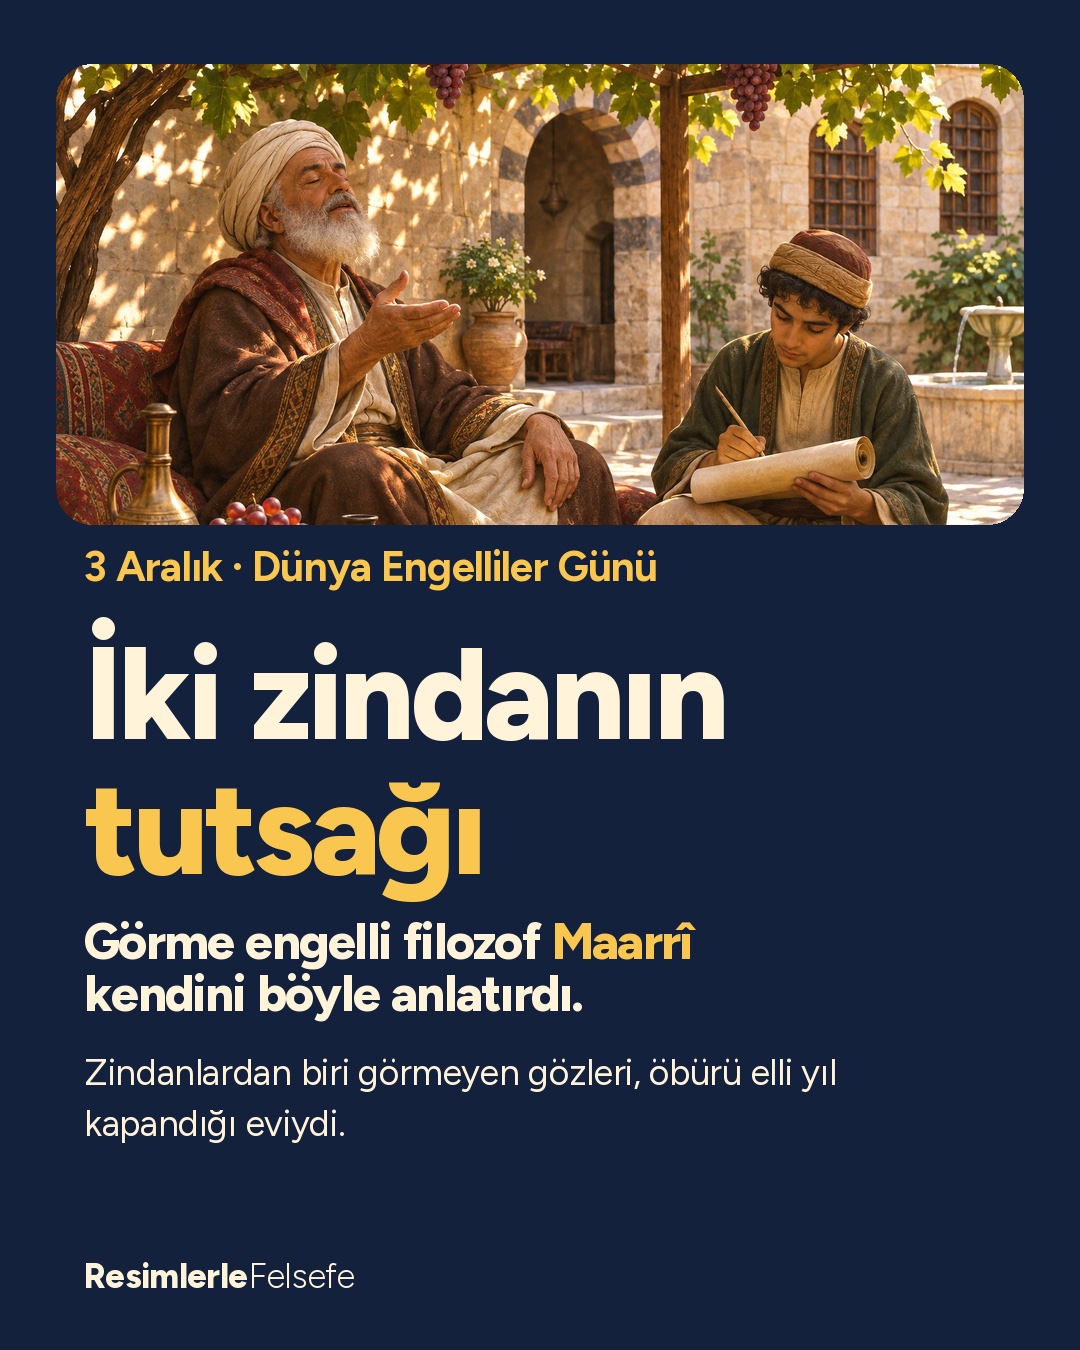 3 Aralık · Dünya Engelliler Günü
İki zindanın
tutsağı
Görme engelli filozof Maarrî
kendini böyle anlatırdı.
Zindanlardan biri görmeyen gözleri, öbürü elli yıl
kapandığı eviydi.
ResimlerleFelsefe